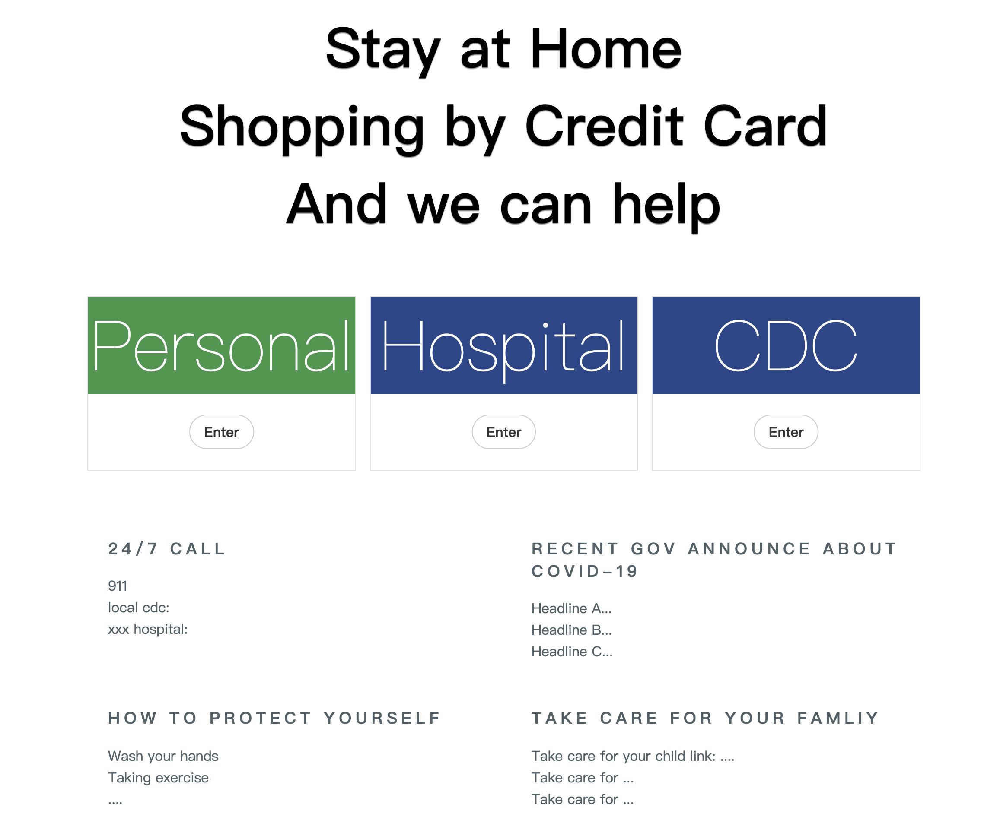 Stay at Home
Shopping by Credit Card
And we can help
Personal
Hospital
CDC
Enter
Enter
Enter
24/7 CALL
911
local cdc:
xxx hospital:
RECENT GOV ANNOUNCE ABOUT
COVID-19
Headline A...
Headline B...
Headline C...
HOW TO PROTECT YOURSELF
Wash your hands
Taking exercise
....
TAKE CARE FOR YOUR FAMLIY
Take care for your child link: ....
Take care for ...
Take care for ...